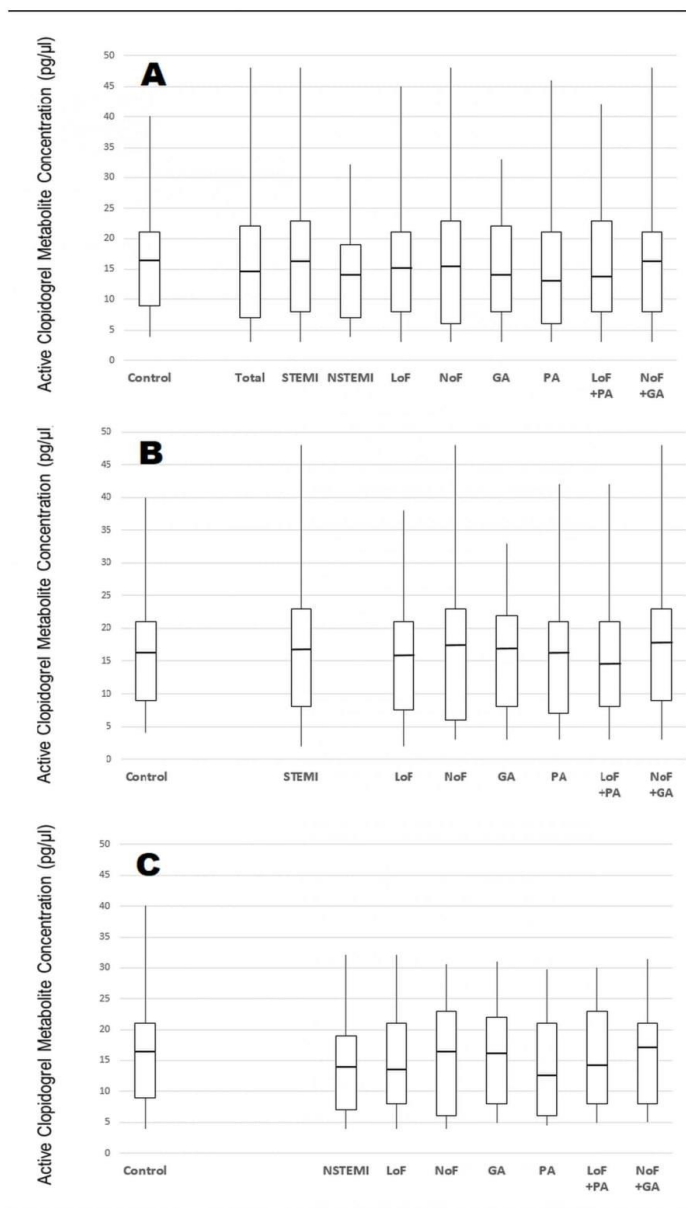 Active Clopidogrel Metabolite Concentration (pg/µl)
A
50
45
40
35
30
25
20
15
10
5
0
Control Total STEMI NSTEMI LoF NoF GA PA LoF NoF
+PA +GA
Active Clopidogrel Metabolite Concentration (pg/µl
B
50
45
40
35
30
25
20
15
10
5
0
Control STEMI LoF NoF GA PA LoF NoF
+PA +GA
Active Clopidogrel Metabolite Concentration (pg/µl)
C
50
45
40
35
30
25
20
15
10
5
0
Control NSTEMI LoF NoF GA PA LoF NoF
+PA +GA